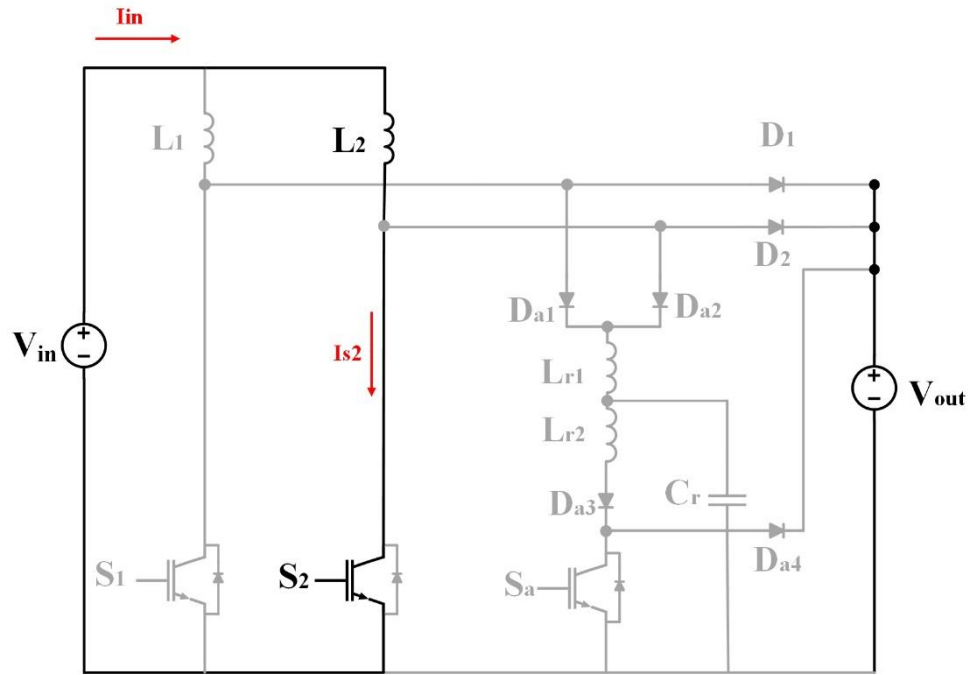 Iin
L1
L2
D1
D2
Da1
Da2
Vin
+
−
Is2
Lr1
Lr2
+
−
Vout
Da3
Cr
Da4
S1
S2
Sa